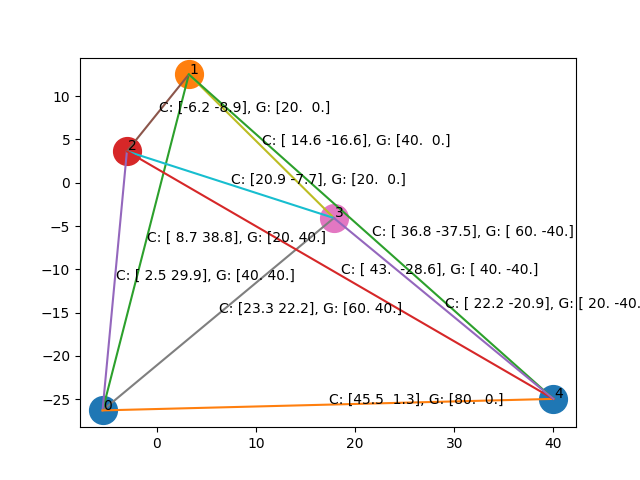 1
10
C: [-6.2 -8.9], G: [20.  0.]
5
2
C: [ 14.6 -16.6], G: [40.  0.]
0
C: [20.9 -7.7], G: [20.  0.]
3
−5
C: [ 8.7 38.8], G: [20. 40.]
C: [ 36.8 -37.5], G: [ 60. -40.]
−10
C: [ 2.5 29.9], G: [40. 40.]
C: [ 43.  -28.6], G: [ 40. -40.]
−15
C: [23.3 22.2], G: [60. 40.]
C: [ 22.2 -20.9], G: [ 20. -40.
−20
−25
0
C: [45.5  1.3], G: [80.  0.]
4
0
10
20
30
40